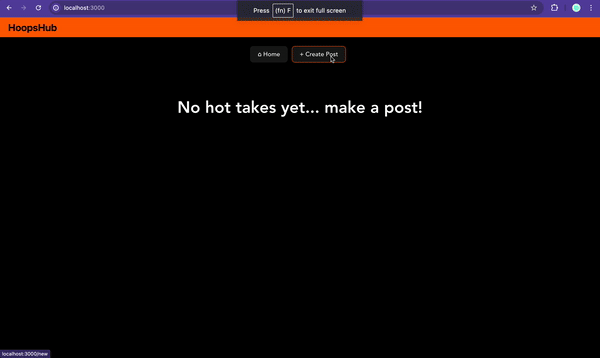 localhost:3000
Press (fn) F to exit full screen
HoopsHub
⌂ Home
+ Create Post
No hot takes yet... make a post!
localhost:3000/new